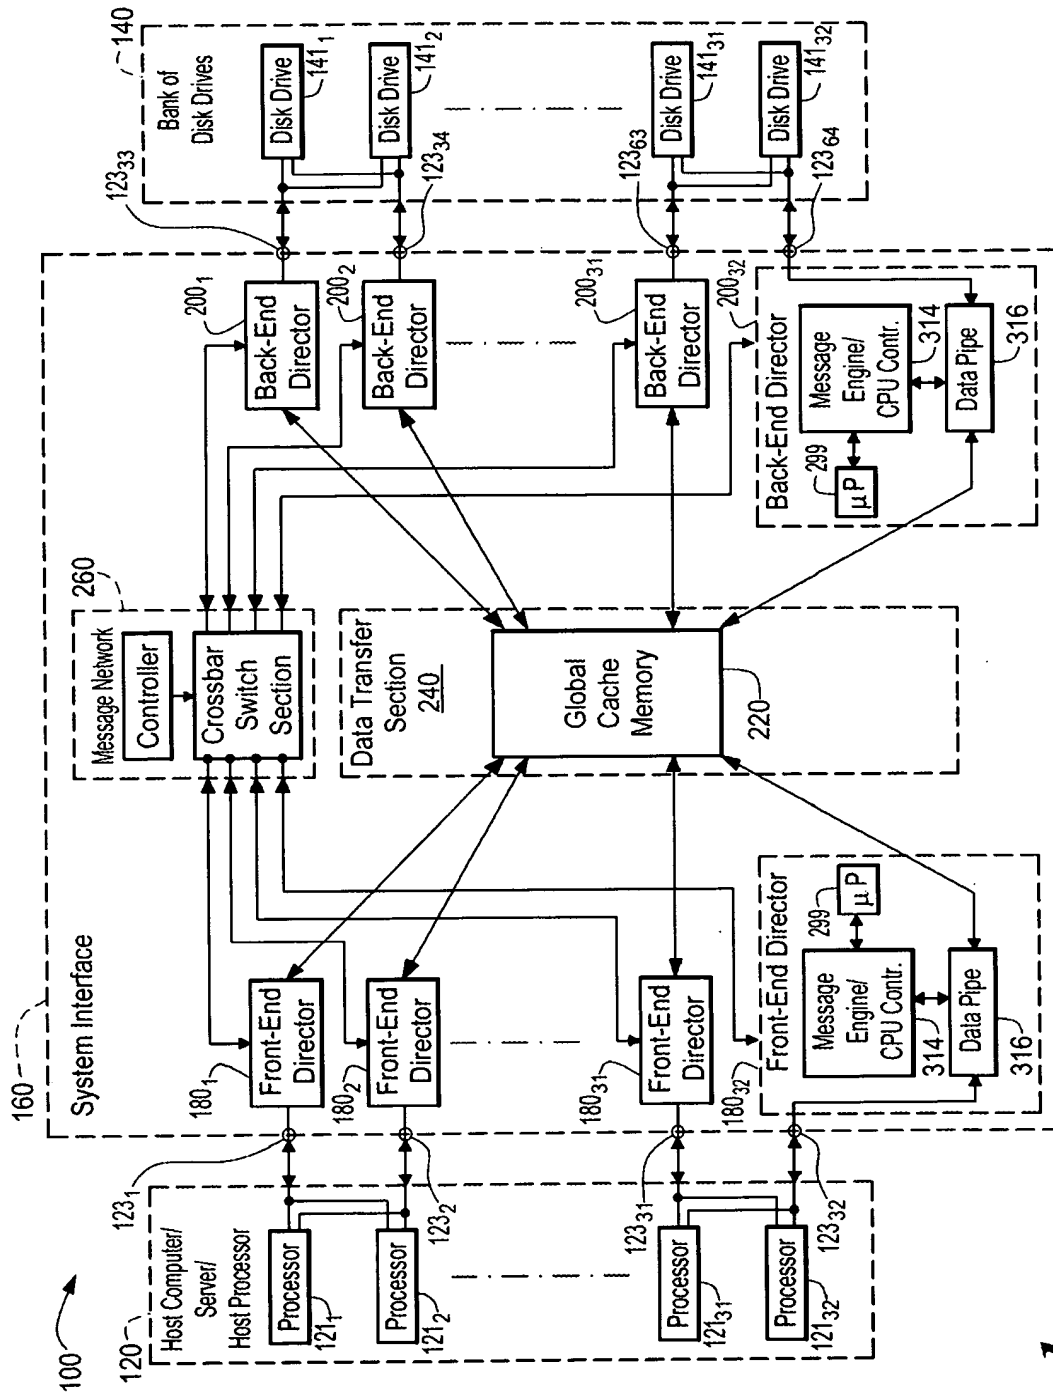 100
120
Host Computer/
Server/
Host Processor
Processor
121₁
Processor
121₂
Processor
121₃₁
Processor
121₃₂
123₁
123₂
123₃₁
123₃₂
160
System Interface
180₁
Front-End
Director
180₂
Front-End
Director
180₃₁
Front-End
Director
180₃₂
Front-End Director
Message
Engine/
CPU Contr.
314
299
μP
Data Pipe
316
260
Message Network
Controller
Crossbar
Switch
Section
Data Transfer
Section
240
Global
Cache
Memory
220
200₁
Back-End
Director
200₂
Back-End
Director
200₃₁
Back-End
Director
200₃₂
Back-End Director
299
μP
Message
Engine/
CPU Contr.
314
Data Pipe
316
123₃₃
123₃₄
123₆₃
123₆₄
140
Bank of
Disk Drives
Disk Drive
141₁
Disk Drive
141₂
Disk Drive
141₃₁
Disk Drive
141₃₂